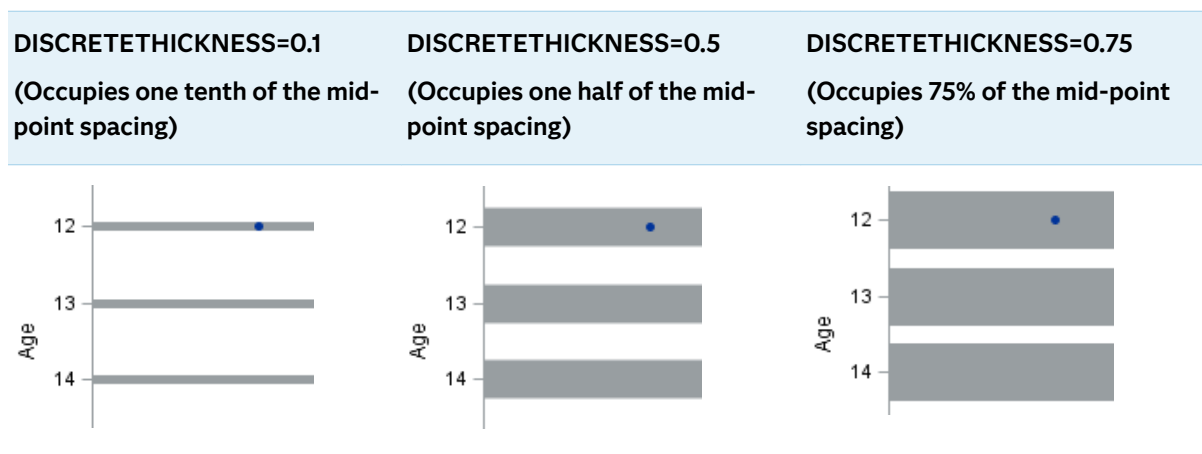 DISCRETETHICKNESS=0.1
(Occupies one tenth of the mid-
point spacing)
DISCRETETHICKNESS=0.5
(Occupies one half of the mid-
point spacing)
DISCRETETHICKNESS=0.75
(Occupies 75% of the mid-point
spacing)
12
13
14
Age
12
13
14
Age
12
13
14
Age